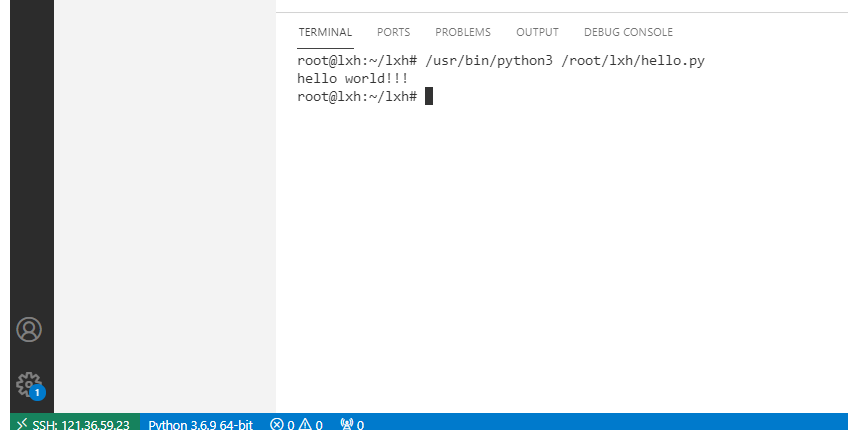 TERMINAL PORTS PROBLEMS OUTPUT DEBUG CONSOLE
root@lxh:~/lxh# /usr/bin/python3 /root/lxh/hello.py
hello world!!!
root@lxh:~/lxh#
1
SSH: 121.36.59.23 Python 3.6.9 64-bit 0 0 0